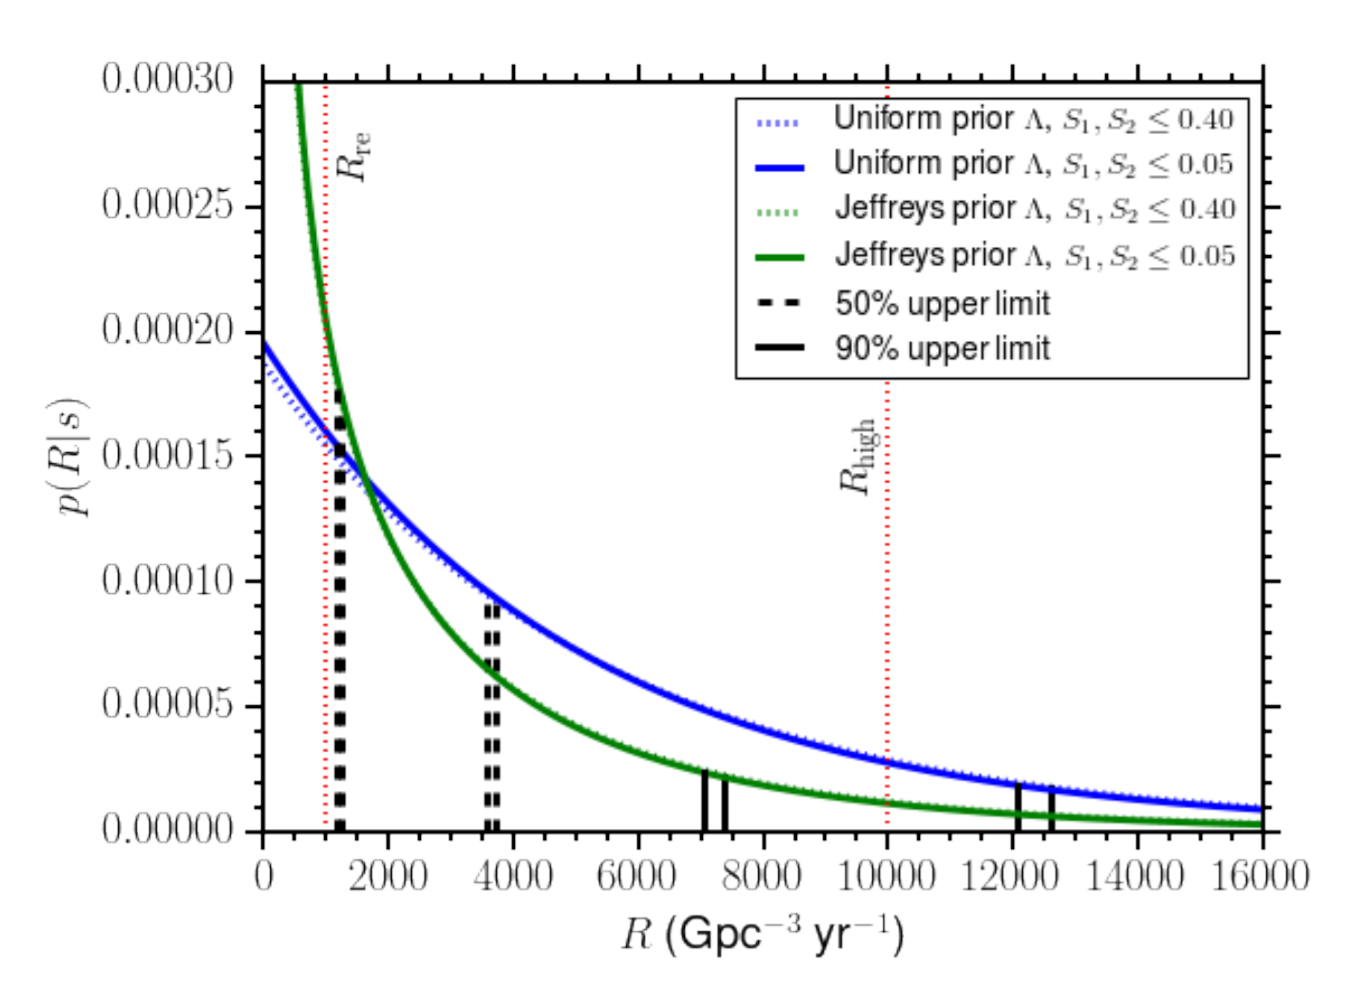 0.00030
0.00025
0.00020
0.00015
0.00010
0.00005
0.00000
p(R|s)
R_re
R_high
Uniform prior Λ, S₁, S₂ ≤ 0.40
Uniform prior Λ, S₁, S₂ ≤ 0.05
Jeffreys prior Λ, S₁, S₂ ≤ 0.40
Jeffreys prior Λ, S₁, S₂ ≤ 0.05
50% upper limit
90% upper limit
0 2000 4000 6000 8000 10000 12000 14000 16000
R (Gpc⁻³ yr⁻¹)